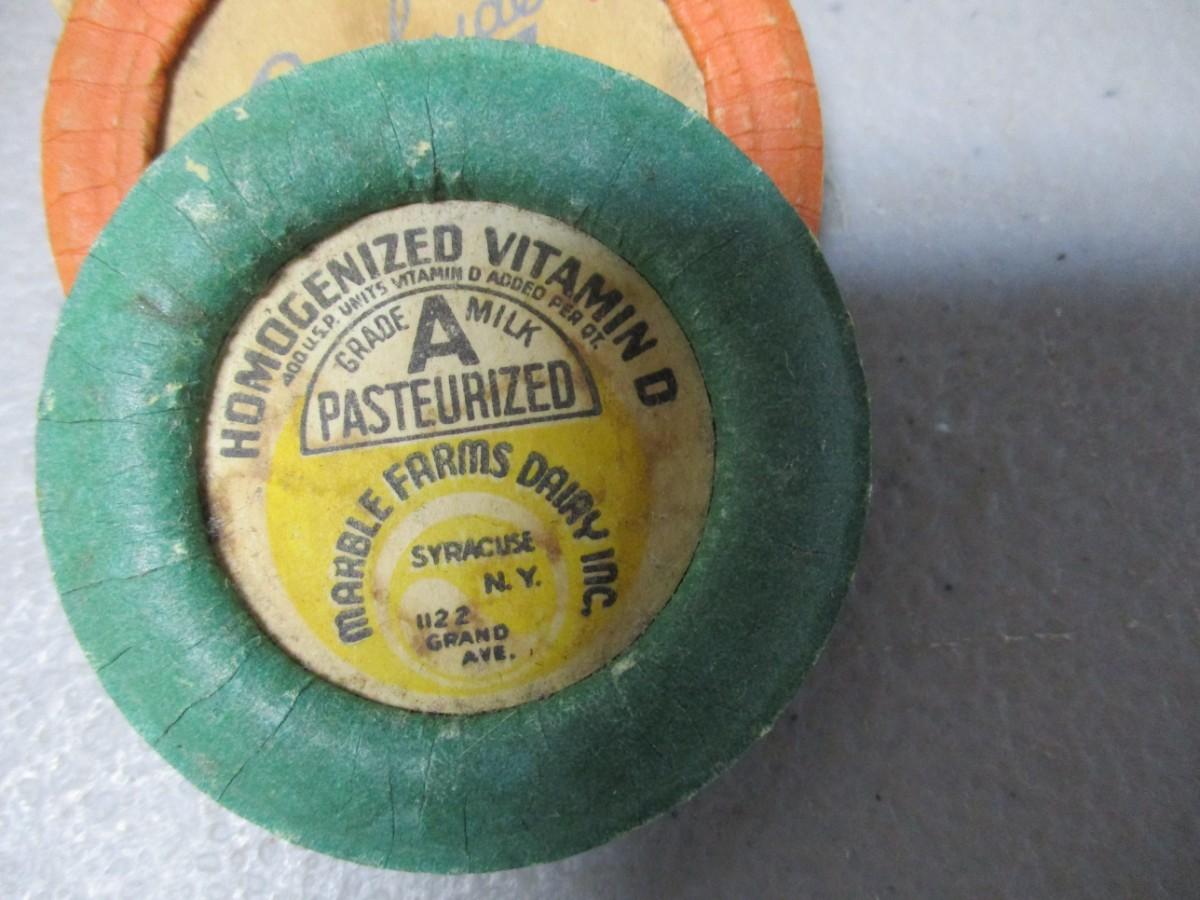 HOMOGENIZED VITAMIN D
400 U.S.P. UNITS VITAMIN D ADDED PER QT.
GRADE A MILK
PASTEURIZED
MARBLE FARMS DAIRY INC.
SYRACUSE
N.Y.
1122
GRAND
AVE.